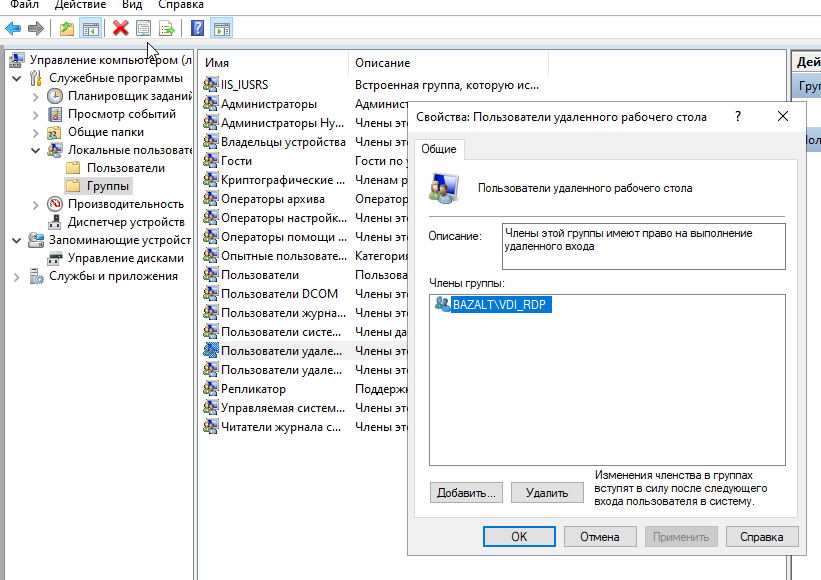 Файл Действие Вид Справка
Управление компьютером (л
Служебные программы
Планировщик заданий
Просмотр событий
Общие папки
Локальные пользовате
Пользователи
Группы
Производительность
Диспетчер устройств
Запоминающие устройст
Управление дисками
Службы и приложения
Имя Описание
IIS_IUSRS Встроенная группа, которую ис...
Администраторы Админист
Администраторы Hy... Члены эт
Владельцы устройства Члены эт
Гости Гости по у
Криптографические ... Членам р
Операторы архива Оператор
Операторы настройк... Члены эт
Операторы помощи ... Члены эт
Опытные пользовате... Категория
Пользователи Пользова
Пользователи DCOM Члены эт
Пользователи журна... Члены эт
Пользователи систе... Члены да
Пользователи удале... Члены эт
Пользователи удале... Члены эт
Репликатор Поддержк
Управляемая систем... Члены эт
Читатели журнала с... Члены эт
Дей
Груп
Свойства: Пользователи удаленного рабочего стола ?
Общие
Пользователи удаленного рабочего стола
Описание:
Члены этой группы имеют право на выполнение
удаленного входа
Члены группы:
BAZALT\VDI_RDP
Добавить... Удалить
Изменения членства в группах
вступят в силу после следующего
входа пользователя в систему.
OK Отмена Применить Справка